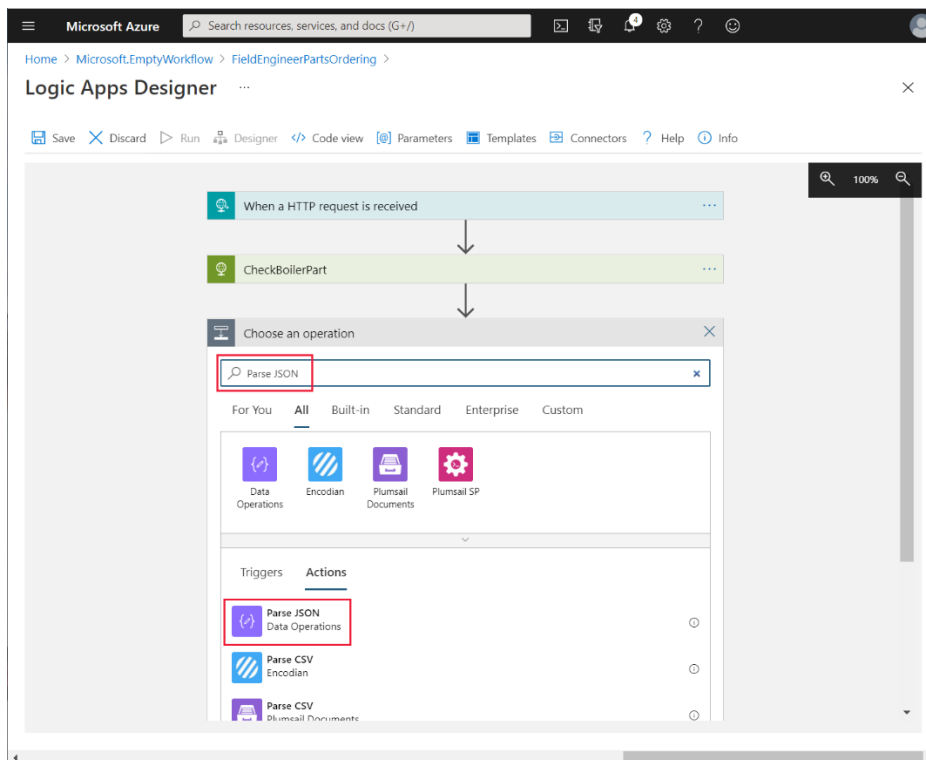 Microsoft Azure
Search resources, services, and docs (G+/)
4
Home > Microsoft.EmptyWorkflow > FieldEngineerPartsOrdering >
Logic Apps Designer ...
Save Discard Run Designer Code view Parameters Templates Connectors ? Help Info
100%
When a HTTP request is received
CheckBoilerPart
Choose an operation
Parse JSON
For You All Built-in Standard Enterprise Custom
Data Operations
Encodian
Plumsail Documents
Plumsail SP
Triggers Actions
Parse JSON
Data Operations
Parse CSV
Encodian
Parse CSV
Plumsail Documents